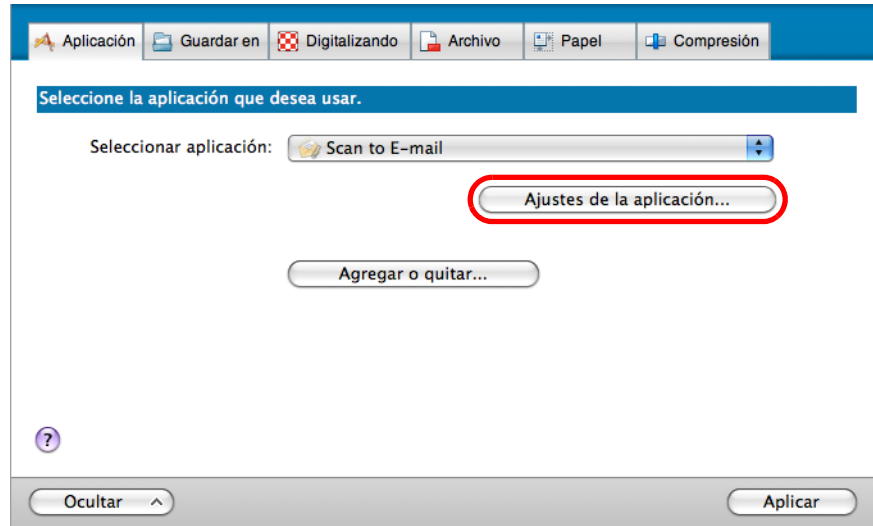 Aplicación Guardar en Digitalizando Archivo Papel Compresión
Seleccione la aplicación que desea usar.
Seleccionar aplicación: Scan to E-mail
Ajustes de la aplicación...
Agregar o quitar...
?
Ocultar Aplicar